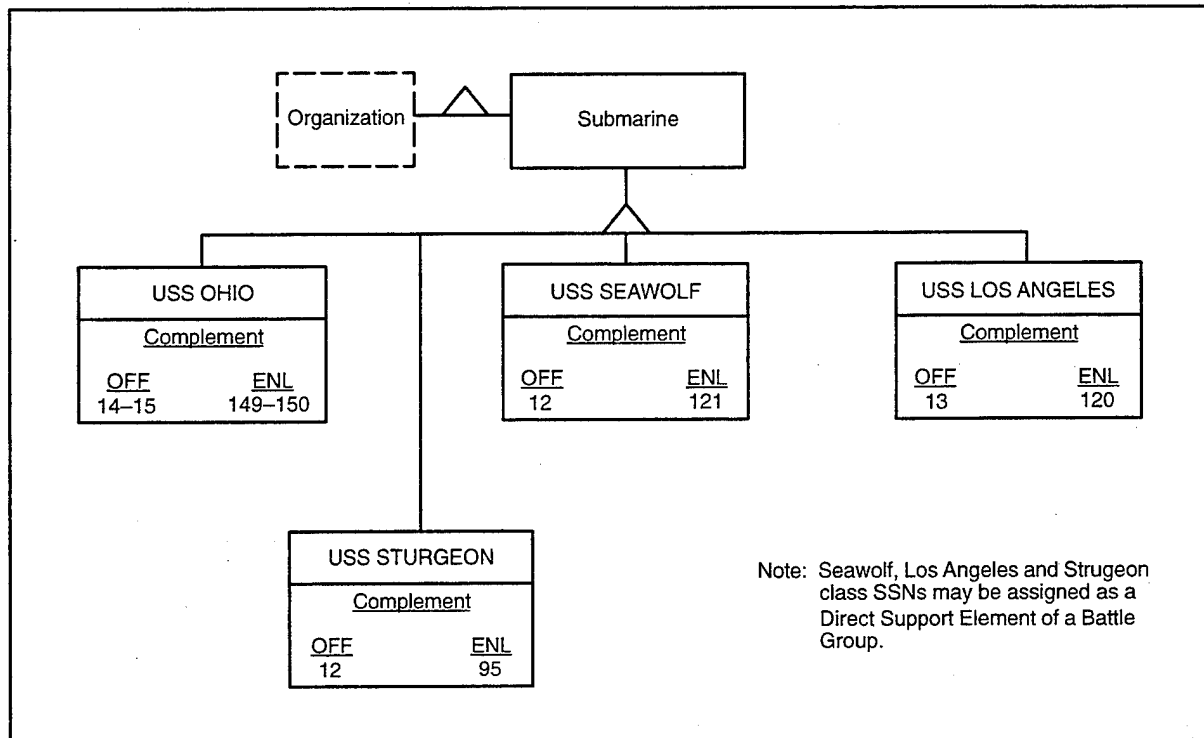 Organization
Submarine
USS OHIO
Complement
OFF ENL
14–15 149–150
USS SEAWOLF
Complement
OFF ENL
12 121
USS LOS ANGELES
Complement
OFF ENL
13 120
USS STURGEON
Complement
OFF ENL
12 95
Note: Seawolf, Los Angeles and Strugeon
class SSNs may be assigned as a
Direct Support Element of a Battle
Group.